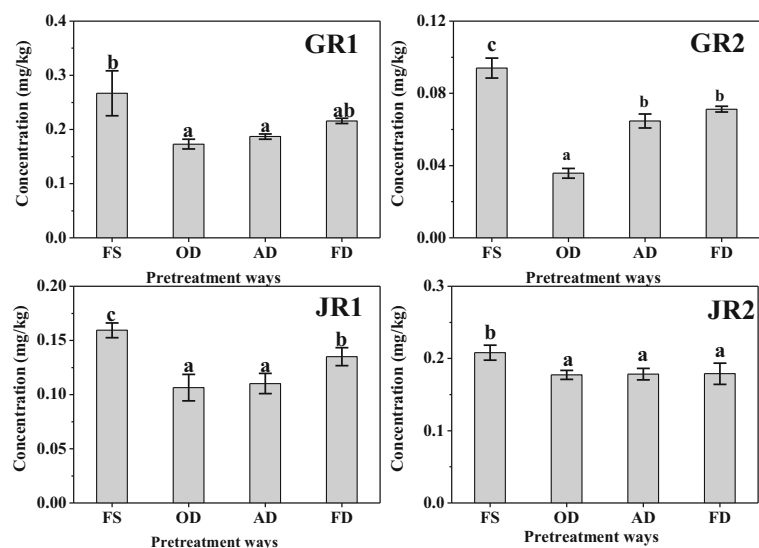 GR1
Concentration (mg/kg)
0.4
0.3
0.2
0.1
0.0
b
a
a
ab
FS OD AD FD
Pretreatment ways
GR2
Concentration (mg/kg)
0.12
0.08
0.04
0.00
c
a
b
b
FS OD AD FD
Pretreatment ways
JR1
Concentration (mg/kg)
0.20
0.15
0.10
0.05
0.00
c
a
a
b
FS OD AD FD
Pretreatment ways
JR2
Concentration (mg/kg)
0.3
0.2
0.1
0.0
b
a
a
a
FS OD AD FD
Pretreatment ways